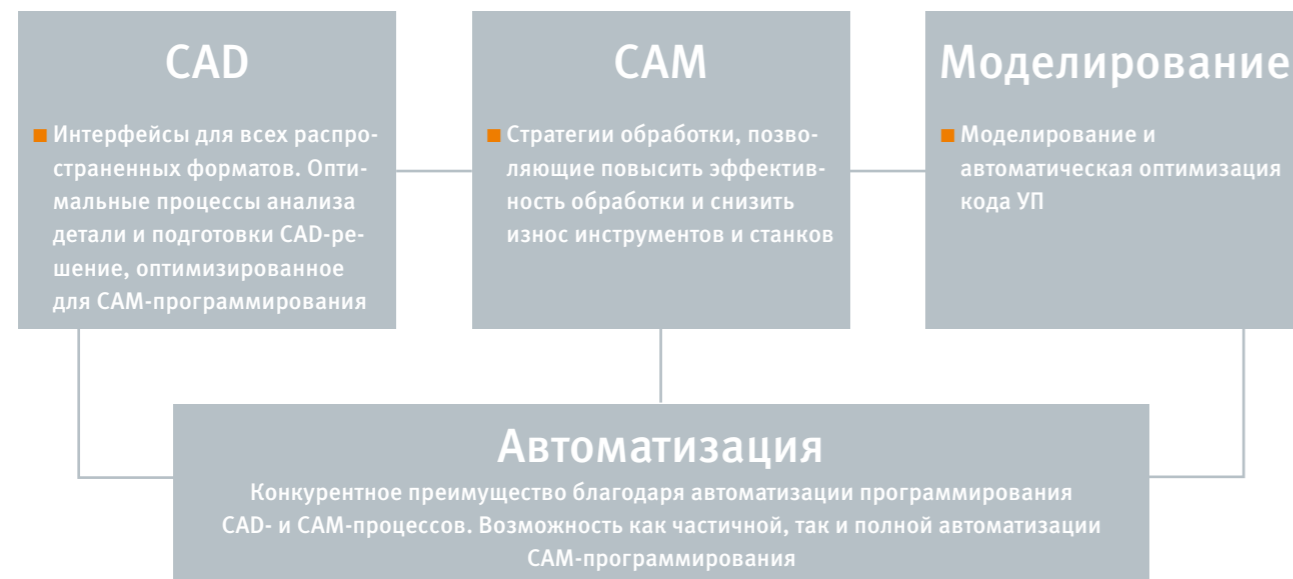 CAD
Интерфейсы для всех распро-
страненных форматов. Опти-
мальные процессы анализа
детали и подготовки CAD-ре-
шение, оптимизированное
для CAM-программирования
CAM
Стратегии обработки, позво-
ляющие повысить эффектив-
ность обработки и снизить
износ инструментов и станков
Моделирование
Моделирование и
автоматическая оптимизация
кода УП
Автоматизация
Конкурентное преимущество благодаря автоматизации программирования
CAD- и CAM-процессов. Возможность как частичной, так и полной автоматизации
CAM-программирования